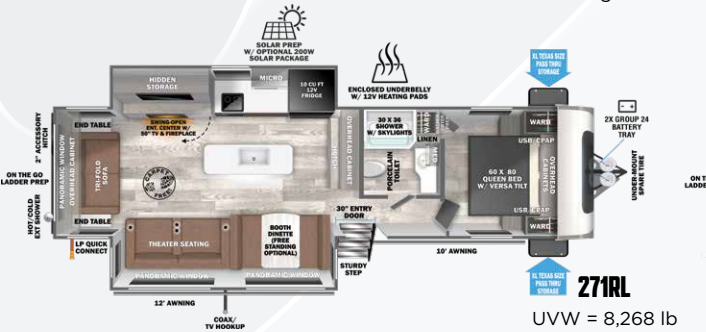 SOLAR PREP
W/ OPTIONAL 200W
SOLAR PACKAGE
XL TEXAS SIZE
PASS THRU
STORAGE
HIDDEN
STORAGE
MICRO
10 CU FT
12V
FRIDGE
ENCLOSED UNDERBELLY
W/ 12V HEATING PADS
2X GROUP 24
BATTERY
TRAY
2" ACCESSORY
HITCH
END TABLE
SWING-OPEN
ENT. CENTER W/
50" TV & FIREPLACE
30 X 36
SHOWER
W/ SKYLIGHTS
LINEN
WARD
USB/CPAP
ON THE GO
LADDER PREP
PANORAMIC WINDOW
OVERHEAD CABINET
TRI-FOLD
SOFA
CARPET
FREE
OVERHEAD CABINET
PORCELAIN
TOILET
MED
60 X 80
QUEEN BED
W/ VERSA TILT
OVERHEAD
CABINETS
UNDER-MOUNT
SPARE TIRE
ON T
LADDE
HOT/COLD
EXT SHOWER
END TABLE
30" ENTRY
DOOR
USB/CPAP
WARD
LP QUICK
CONNECT
THEATER SEATING
BOOTH
DINETTE
(FREE
STANDING
OPTIONAL)
STURDY
STEP
10' AWNING
PANORAMIC WINDOW
PANORAMIC WINDOW
XL TEXAS SIZE
PASS THRU
STORAGE
12' AWNING
COAX/
TV HOOKUP
271RL
UVW = 8,268 lb